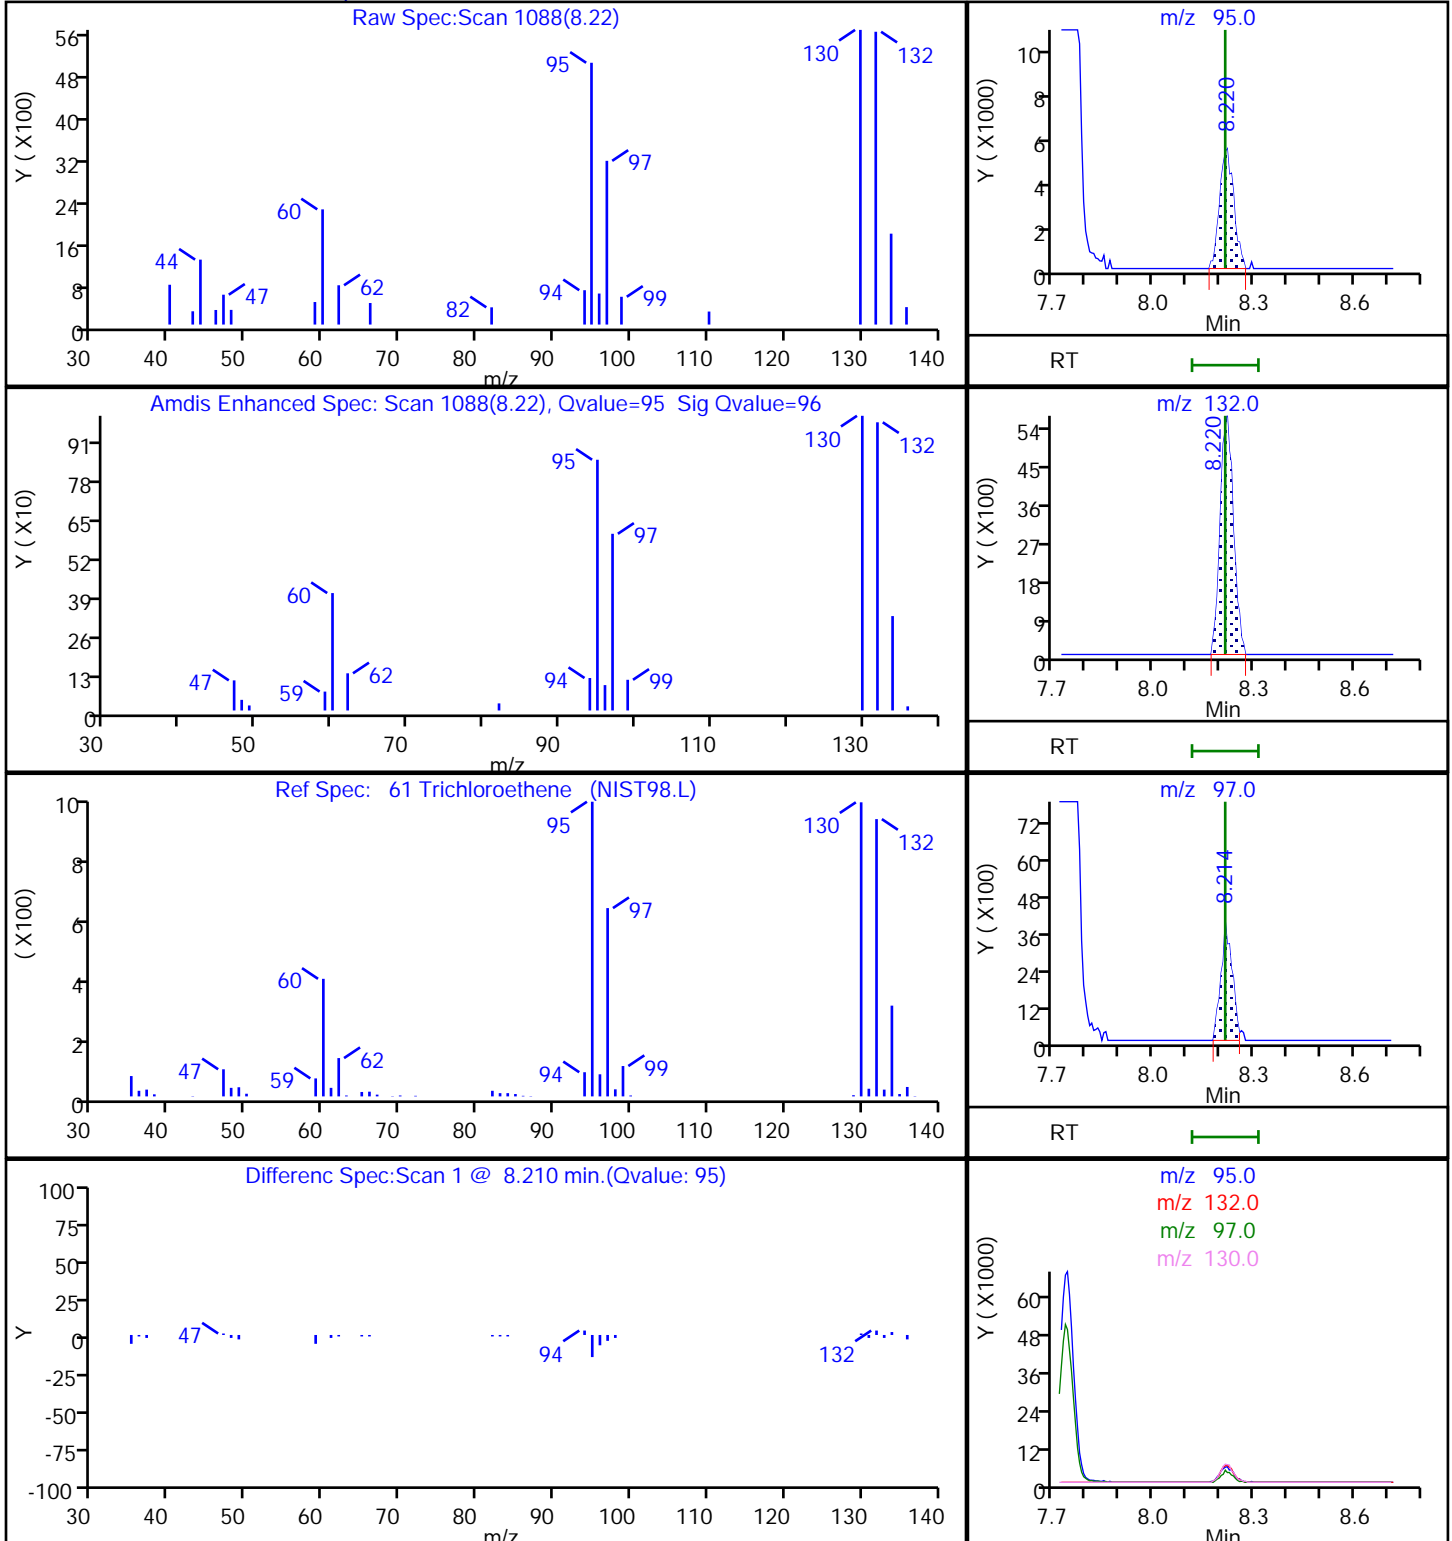 Raw Spec:Scan 1088(8.22)
Y ( X100)
56
48
40
32
24
16
8
0
44
47
60
62
82
95
94
97
99
130
132
30 40 50 60 70 80 90 100 110 120 130 140
m/z
m/z 95.0
Y ( X1000)
10
8
6
4
2
0
8.220
7.7 8.0 8.3 8.6
Min
RT
Amdis Enhanced Spec: Scan 1088(8.22), Qvalue=95 Sig Qvalue=96
Y ( X10)
91
78
65
52
39
26
13
0
47
59
60
62
95
94
97
99
130
132
30 50 70 90 110 130
m/z
m/z 132.0
Y ( X100)
54
45
36
27
18
9
0
8.220
7.7 8.0 8.3 8.6
Min
RT
Ref Spec: 61 Trichloroethene (NIST98.L)
( X100)
10
8
6
4
2
0
47
59
60
62
95
94
97
99
130
132
30 40 50 60 70 80 90 100 110 120 130 140
m/z 97.0
Y ( X100)
72
60
48
36
24
12
0
8.214
7.7 8.0 8.3 8.6
Min
RT
Differenc Spec:Scan 1 @ 8.210 min.(Qvalue: 95)
Y
100
75
50
25
0
-25
-50
-75
-100
47
94
132
30 40 50 60 70 80 90 100 110 120 130 140
m/z
m/z 95.0
m/z 132.0
m/z 97.0
m/z 130.0
Y ( X1000)
60
48
36
24
12
0
7.7 8.0 8.3 8.6
Min